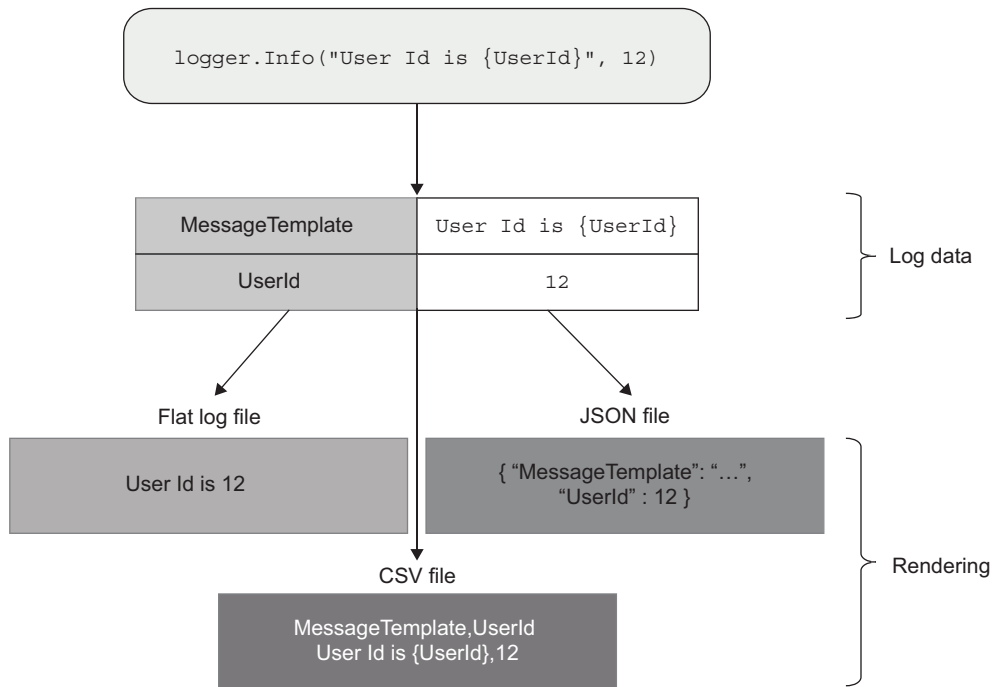 logger.Info("User Id is {UserId}", 12)
MessageTemplate
User Id is {UserId}
UserId
12
Log data
Flat log file
User Id is 12
JSON file
{ “MessageTemplate”: “…”,
“UserId” : 12 }
CSV file
MessageTemplate,UserId
User Id is {UserId},12
Rendering